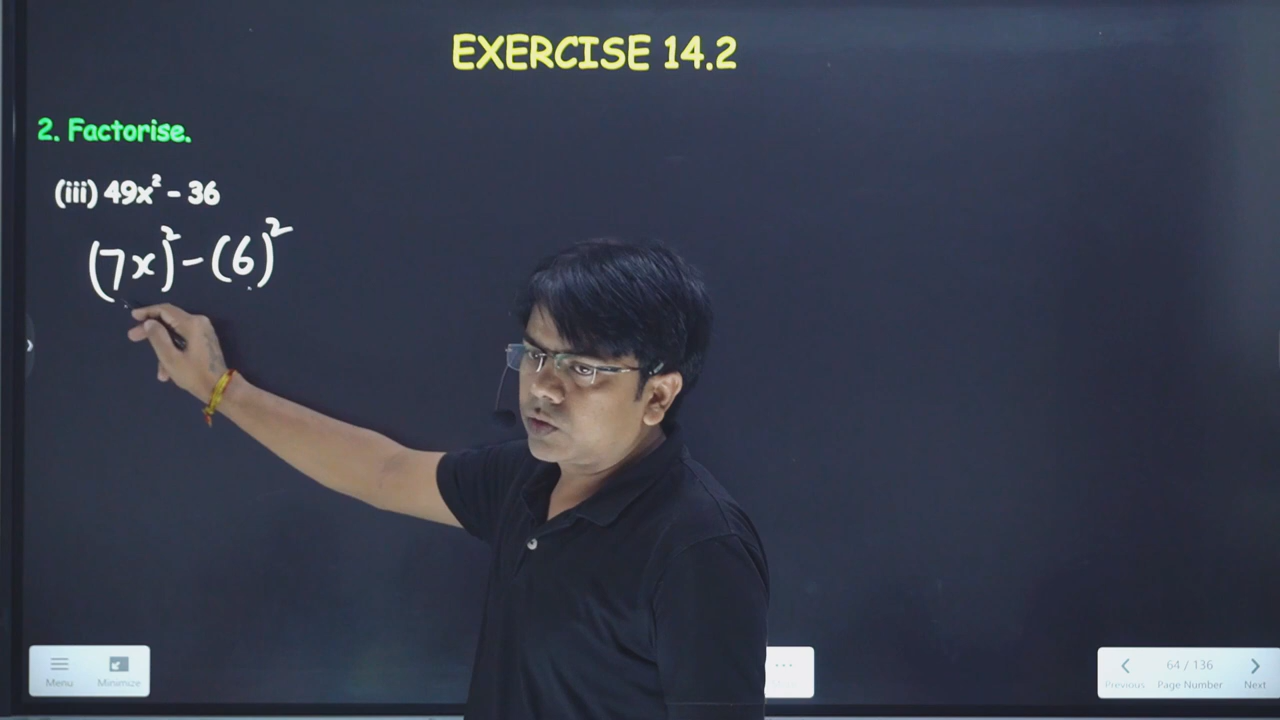 EXERCISE 14.2
2. Factorise.
(iii) 49x² - 36
(7x)² - (6)²
Menu
Minimize
Previous
64 / 136
Page Number
Next